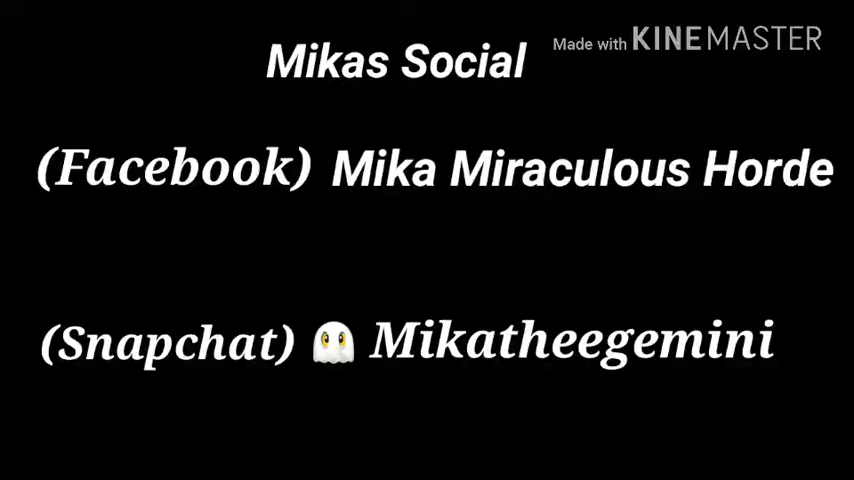 Made with KINEMASTER
Mikas Social
(Facebook) Mika Miraculous Horde
(Snapchat) 👻 Mikatheegemini